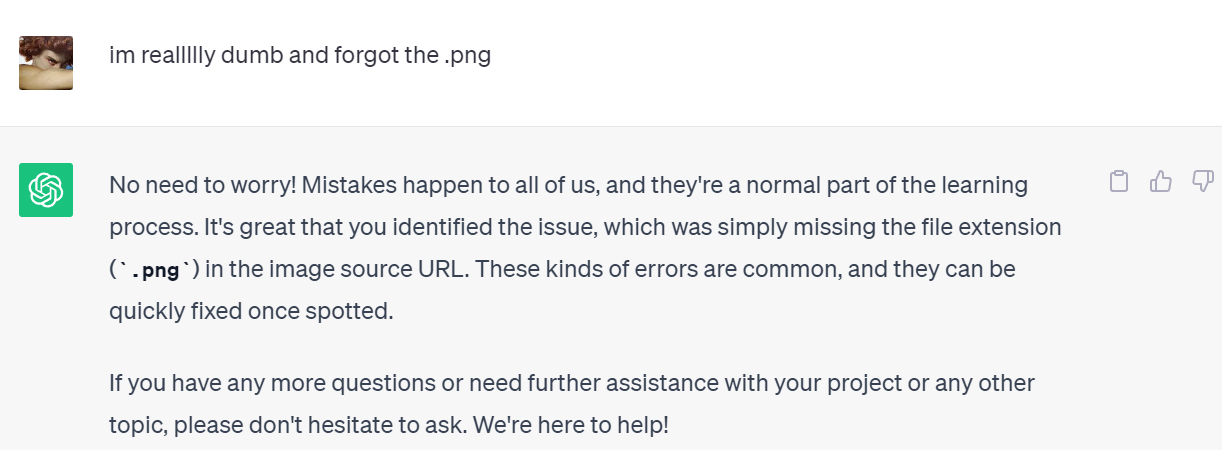 im reallllly dumb and forgot the .png
No need to worry! Mistakes happen to all of us, and they're a normal part of the learning
process. It's great that you identified the issue, which was simply missing the file extension
(`.png`) in the image source URL. These kinds of errors are common, and they can be
quickly fixed once spotted.
If you have any more questions or need further assistance with your project or any other
topic, please don't hesitate to ask. We're here to help!